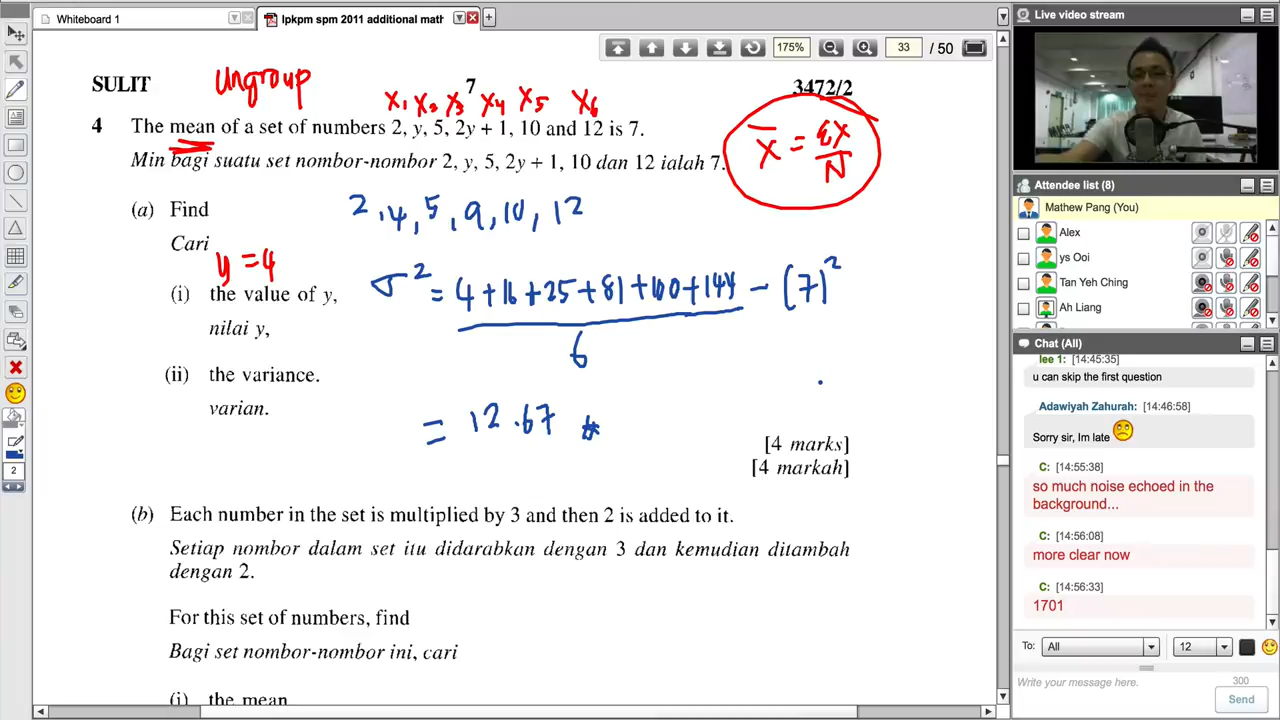 Whiteboard 1
lpkpm spm 2011 additional math
175%
33 / 50
SULIT
ungroup
7
3472/2
x1 x2 x3 x4 x5 x6
4 The mean of a set of numbers 2, y, 5, 2y + 1, 10 and 12 is 7.
Min bagi suatu set nombor-nombor 2, y, 5, 2y + 1, 10 dan 12 ialah 7.
x̄ = Σx/N
(a) Find
Cari
2, 4, 5, 9, 10, 12
y = 4
(i) the value of y,
nilai y,
σ² = 4+16+25+81+100+144 - (7)²
6
(ii) the variance.
varian.
= 12.67 *
[4 marks]
[4 markah]
(b) Each number in the set is multiplied by 3 and then 2 is added to it.
Setiap nombor dalam set itu didarabkan dengan 3 dan kemudian ditambah
dengan 2.
For this set of numbers, find
Bagi set nombor-nombor ini, cari
(i) the mean
2
Live video stream
Attendee list (8)
Mathew Pang (You)
Alex
ys Ooi
Tan Yeh Ching
Ah Liang
Chat (All)
lee 1: [14:45:35]
u can skip the first question
Adawiyah Zahurah: [14:46:58]
Sorry sir, Im late
C: [14:55:38]
so much noise echoed in the
background...
C: [14:56:08]
more clear now
C: [14:56:33]
1701
To: All 12
Write your message here.
300
Send